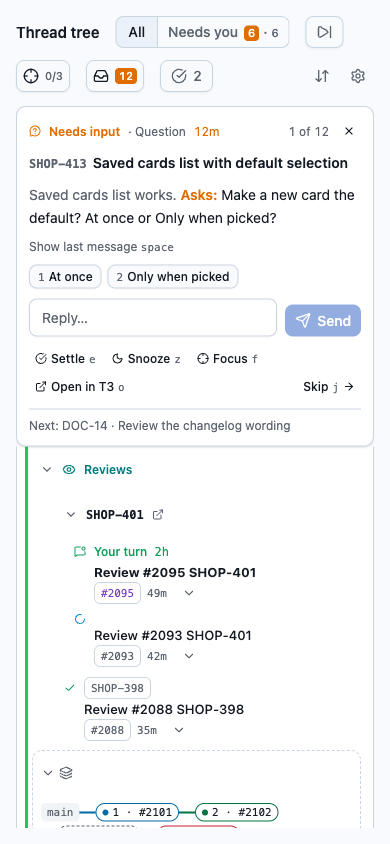 Thread tree All Needs you 6 · 6
0/3 12 2
Needs input · Question 12m 1 of 12
SHOP-413 Saved cards list with default selection
Saved cards list works. Asks: Make a new card the
default? At once or Only when picked?
Show last message space
1 At once 2 Only when picked
Reply... Send
Settle e Snooze z Focus f
Open in T3 o Skip j
Next: DOC-14 · Review the changelog wording
Reviews
SHOP-401
Your turn 2h
Review #2095 SHOP-401
#2095 49m
Review #2093 SHOP-401
#2093 42m
SHOP-398
Review #2088 SHOP-398
#2088 35m
main 1 · #2101 2 · #2102